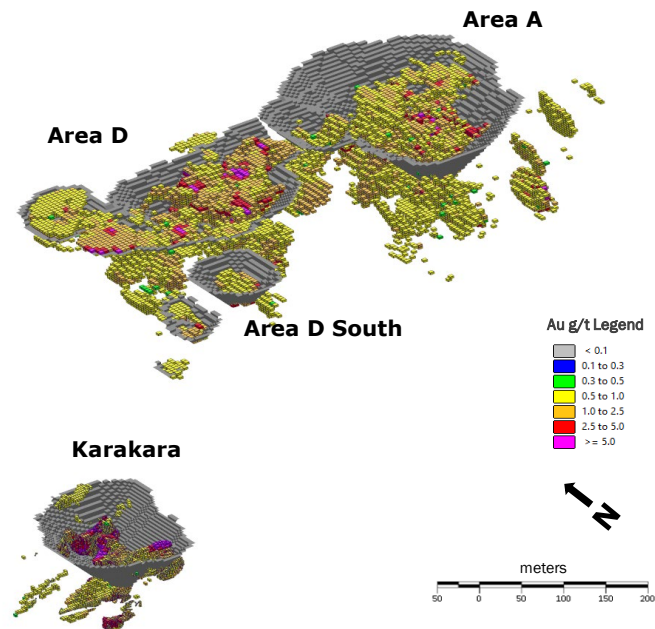 Area A
Area D
Area D South
Au g/t Legend
< 0.1
0.1 to 0.3
0.3 to 0.5
0.5 to 1.0
1.0 to 2.5
2.5 to 5.0
>= 5.0
Karakara
N
meters
50 0 50 100 150 200